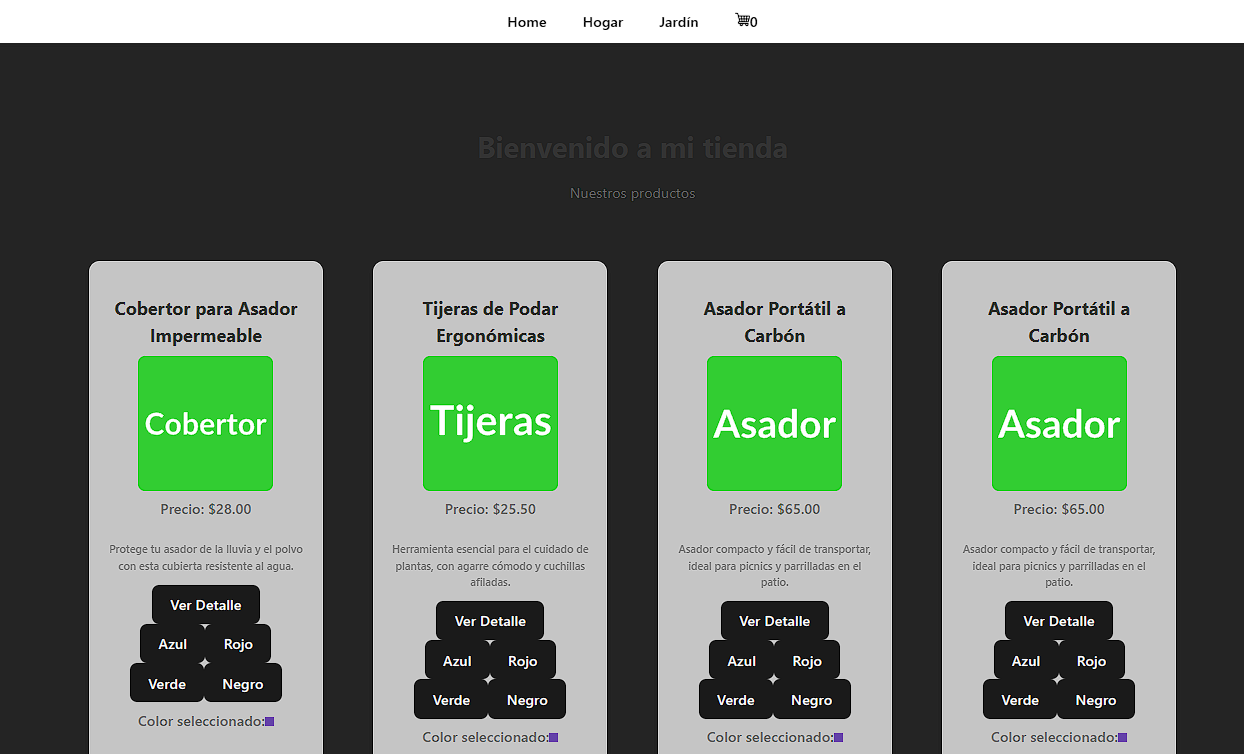 Home Hogar Jardín 0
Bienvenido a mi tienda
Nuestros productos
Cobertor para Asador
Impermeable
Cobertor
Precio: $28.00
Protege tu asador de la lluvia y el polvo
con esta cubierta resistente al agua.
Ver Detalle
Azul Rojo
Verde Negro
Color seleccionado:
Tijeras de Podar
Ergonómicas
Tijeras
Precio: $25.50
Herramienta esencial para el cuidado de
plantas, con agarre cómodo y cuchillas
afiladas.
Ver Detalle
Azul Rojo
Verde Negro
Color seleccionado:
Asador Portátil a
Carbón
Asador
Precio: $65.00
Asador compacto y fácil de transportar,
ideal para picnics y parrilladas en el
patio.
Ver Detalle
Azul Rojo
Verde Negro
Color seleccionado:
Asador Portátil a
Carbón
Asador
Precio: $65.00
Asador compacto y fácil de transportar,
ideal para picnics y parrilladas en el
patio.
Ver Detalle
Azul Rojo
Verde Negro
Color seleccionado: